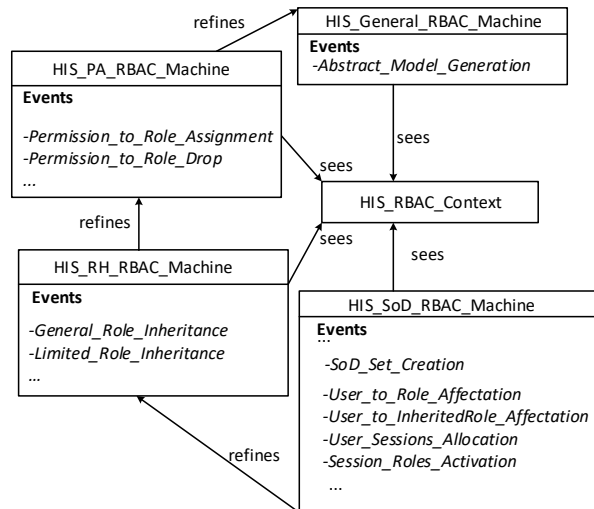 refines
HIS_General_RBAC_Machine
Events
-Abstract_Model_Generation
HIS_PA_RBAC_Machine
Events
-Permission_to_Role_Assignment
-Permission_to_Role_Drop
...
sees
sees
HIS_RBAC_Context
refines
sees
sees
HIS_RH_RBAC_Machine
Events
-General_Role_Inheritance
-Limited_Role_Inheritance
...
HIS_SoD_RBAC_Machine
Events
...
-SoD_Set_Creation
-User_to_Role_Affectation
-User_to_InheritedRole_Affectation
-User_Sessions_Allocation
-Session_Roles_Activation
...
refines